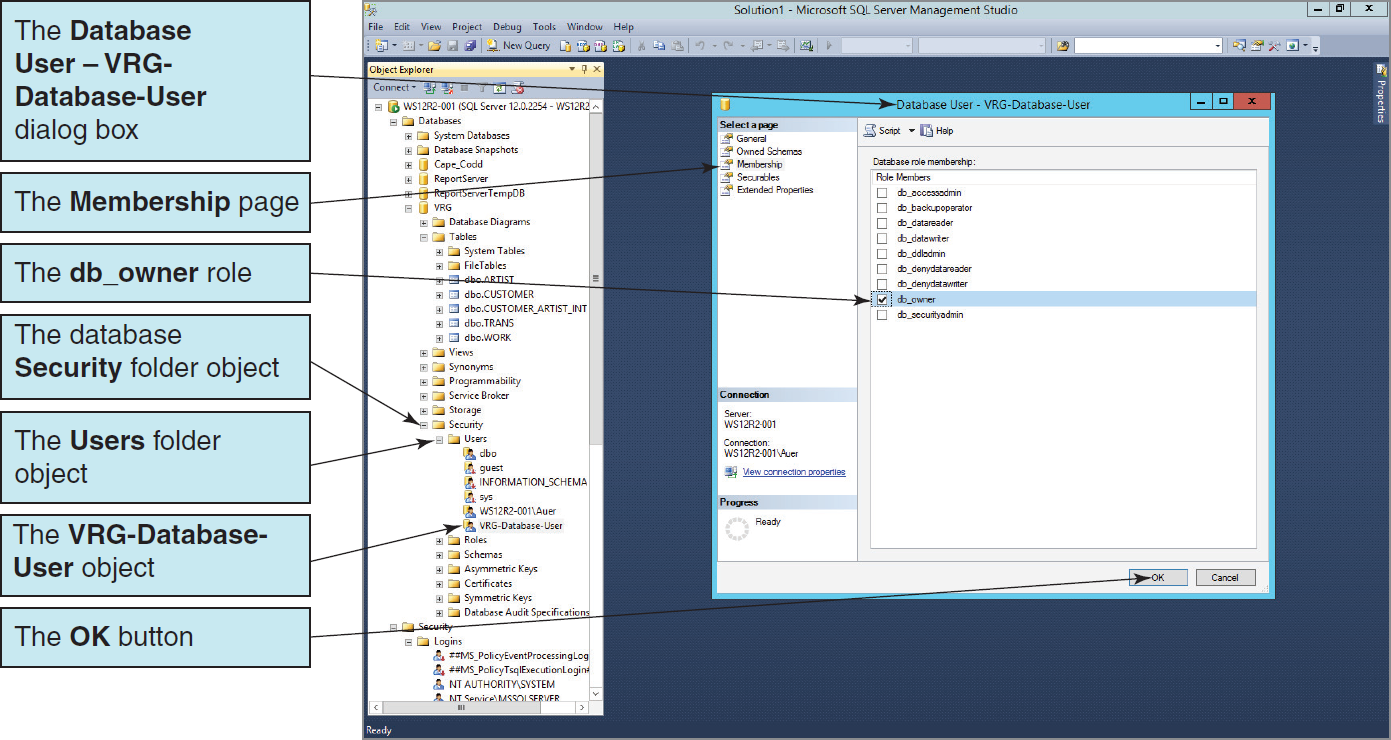 The Database
User – VRG-
Database-User
dialog box
The Membership page
The db_owner role
The database
Security folder object
The Users folder
object
The VRG-Database-
User object
The OK button
Solution1 - Microsoft SQL Server Management Studio
File Edit View Project Debug Tools Window Help
New Query
Object Explorer
Connect
WS12R2-001 (SQL Server 12.0.2254 - WS12R2
Databases
System Databases
Database Snapshots
Cape_Codd
ReportServer
ReportServerTempDB
VRG
Database Diagrams
Tables
System Tables
FileTables
dbo.ARTIST
dbo.CUSTOMER
dbo.CUSTOMER_ARTIST_INT
dbo.TRANS
dbo.WORK
Views
Synonyms
Programmability
Service Broker
Storage
Security
Users
dbo
guest
INFORMATION_SCHEMA
sys
WS12R2-001\Auer
VRG-Database-User
Roles
Schemas
Asymmetric Keys
Certificates
Symmetric Keys
Database Audit Specifications
Security
Logins
##MS_PolicyEventProcessingLog
##MS_PolicyTsqlExecutionLogin#
NT AUTHORITY\SYSTEM
NT Service\MSSQLSERVER
Ready
Database User - VRG-Database-User
Select a page
General
Owned Schemas
Membership
Securables
Extended Properties
Script Help
Database role membership:
Role Members
db_accessadmin
db_backupoperator
db_datareader
db_datawriter
db_ddladmin
db_denydatareader
db_denydatawriter
db_owner
db_securityadmin
Connection
Server:
WS12R2-001
Connection:
WS12R2-001\Auer
View connection properties
Progress
Ready
OK Cancel
Properties